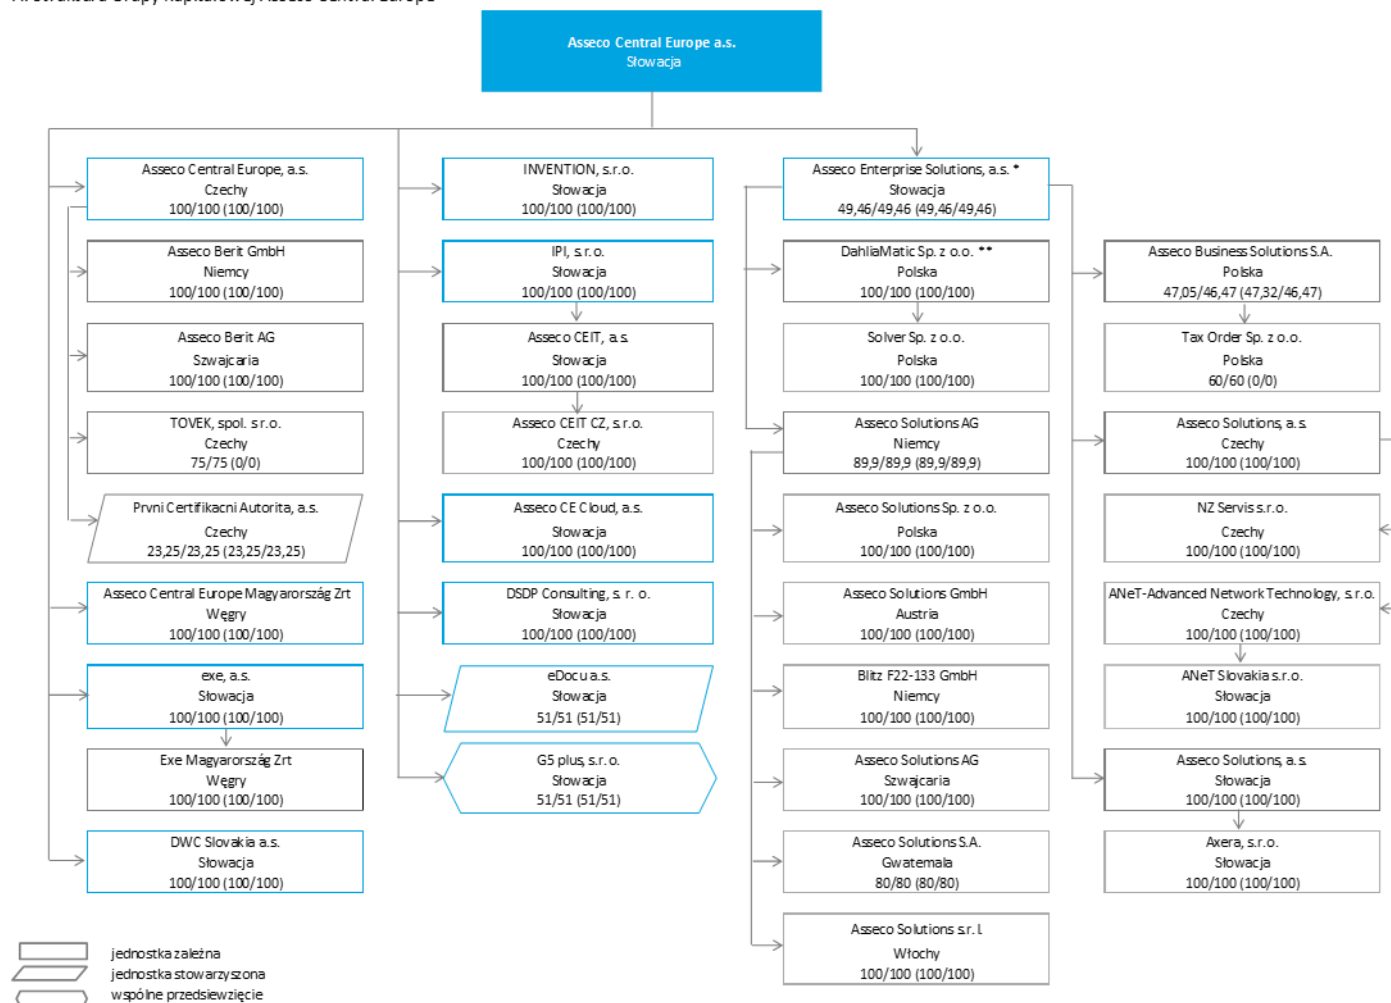 Asseco Central Europe a.s.
Słowacja
Asseco Central Europe, a.s.
Czechy
100/100 (100/100)
Asseco Berit GmbH
Niemcy
100/100 (100/100)
Asseco Berit AG
Szwajcaria
100/100 (100/100)
TOVEK, spol. s r.o.
Czechy
75/75 (0/0)
Prvni Certifikacni Autorita, a.s.
Czechy
23,25/23,25 (23,25/23,25)
Asseco Central Europe Magyarország Zrt
Węgry
100/100 (100/100)
exe, a.s.
Słowacja
100/100 (100/100)
Exe Magyarország Zrt
Węgry
100/100 (100/100)
DWC Slovakia a.s.
Słowacja
100/100 (100/100)
INVENTION, s.r.o.
Słowacja
100/100 (100/100)
IPI, s.r.o.
Słowacja
100/100 (100/100)
Asseco CEIT, a.s.
Słowacja
100/100 (100/100)
Asseco CEIT CZ, s.r.o.
Czechy
100/100 (100/100)
Asseco CE Cloud, a.s.
Słowacja
100/100 (100/100)
DSDP Consulting, s. r. o.
Słowacja
100/100 (100/100)
eDocu a.s.
Słowacja
51/51 (51/51)
G5 plus, s.r.o.
Słowacja
51/51 (51/51)
Asseco Enterprise Solutions, a.s. *
Słowacja
49,46/49,46 (49,46/49,46)
DahliaMatic Sp. z o.o. **
Polska
100/100 (100/100)
Solver Sp. z o.o.
Polska
100/100 (100/100)
Asseco Solutions AG
Niemcy
89,9/89,9 (89,9/89,9)
Asseco Solutions Sp. z o.o.
Polska
100/100 (100/100)
Asseco Solutions GmbH
Austria
100/100 (100/100)
Blitz F22-133 GmbH
Niemcy
100/100 (100/100)
Asseco Solutions AG
Szwajcaria
100/100 (100/100)
Asseco Solutions S.A.
Gwatemala
80/80 (80/80)
Asseco Solutions s.r. l.
Włochy
100/100 (100/100)
Asseco Business Solutions S.A.
Polska
47,05/46,47 (47,32/46,47)
Tax Order Sp. z o.o.
Polska
60/60 (0/0)
Asseco Solutions, a.s.
Czechy
100/100 (100/100)
NZ Servis s.r.o.
Czechy
100/100 (100/100)
ANeT-Advanced Network Technology, s.r.o.
Czechy
100/100 (100/100)
ANeT Slovakia s.r.o.
Słowacja
100/100 (100/100)
Asseco Solutions, a.s.
Słowacja
100/100 (100/100)
Axera, s.r.o.
Słowacja
100/100 (100/100)
jednostka zależna
jednostka stowarzyszona
wspólne przedsiewzięcie